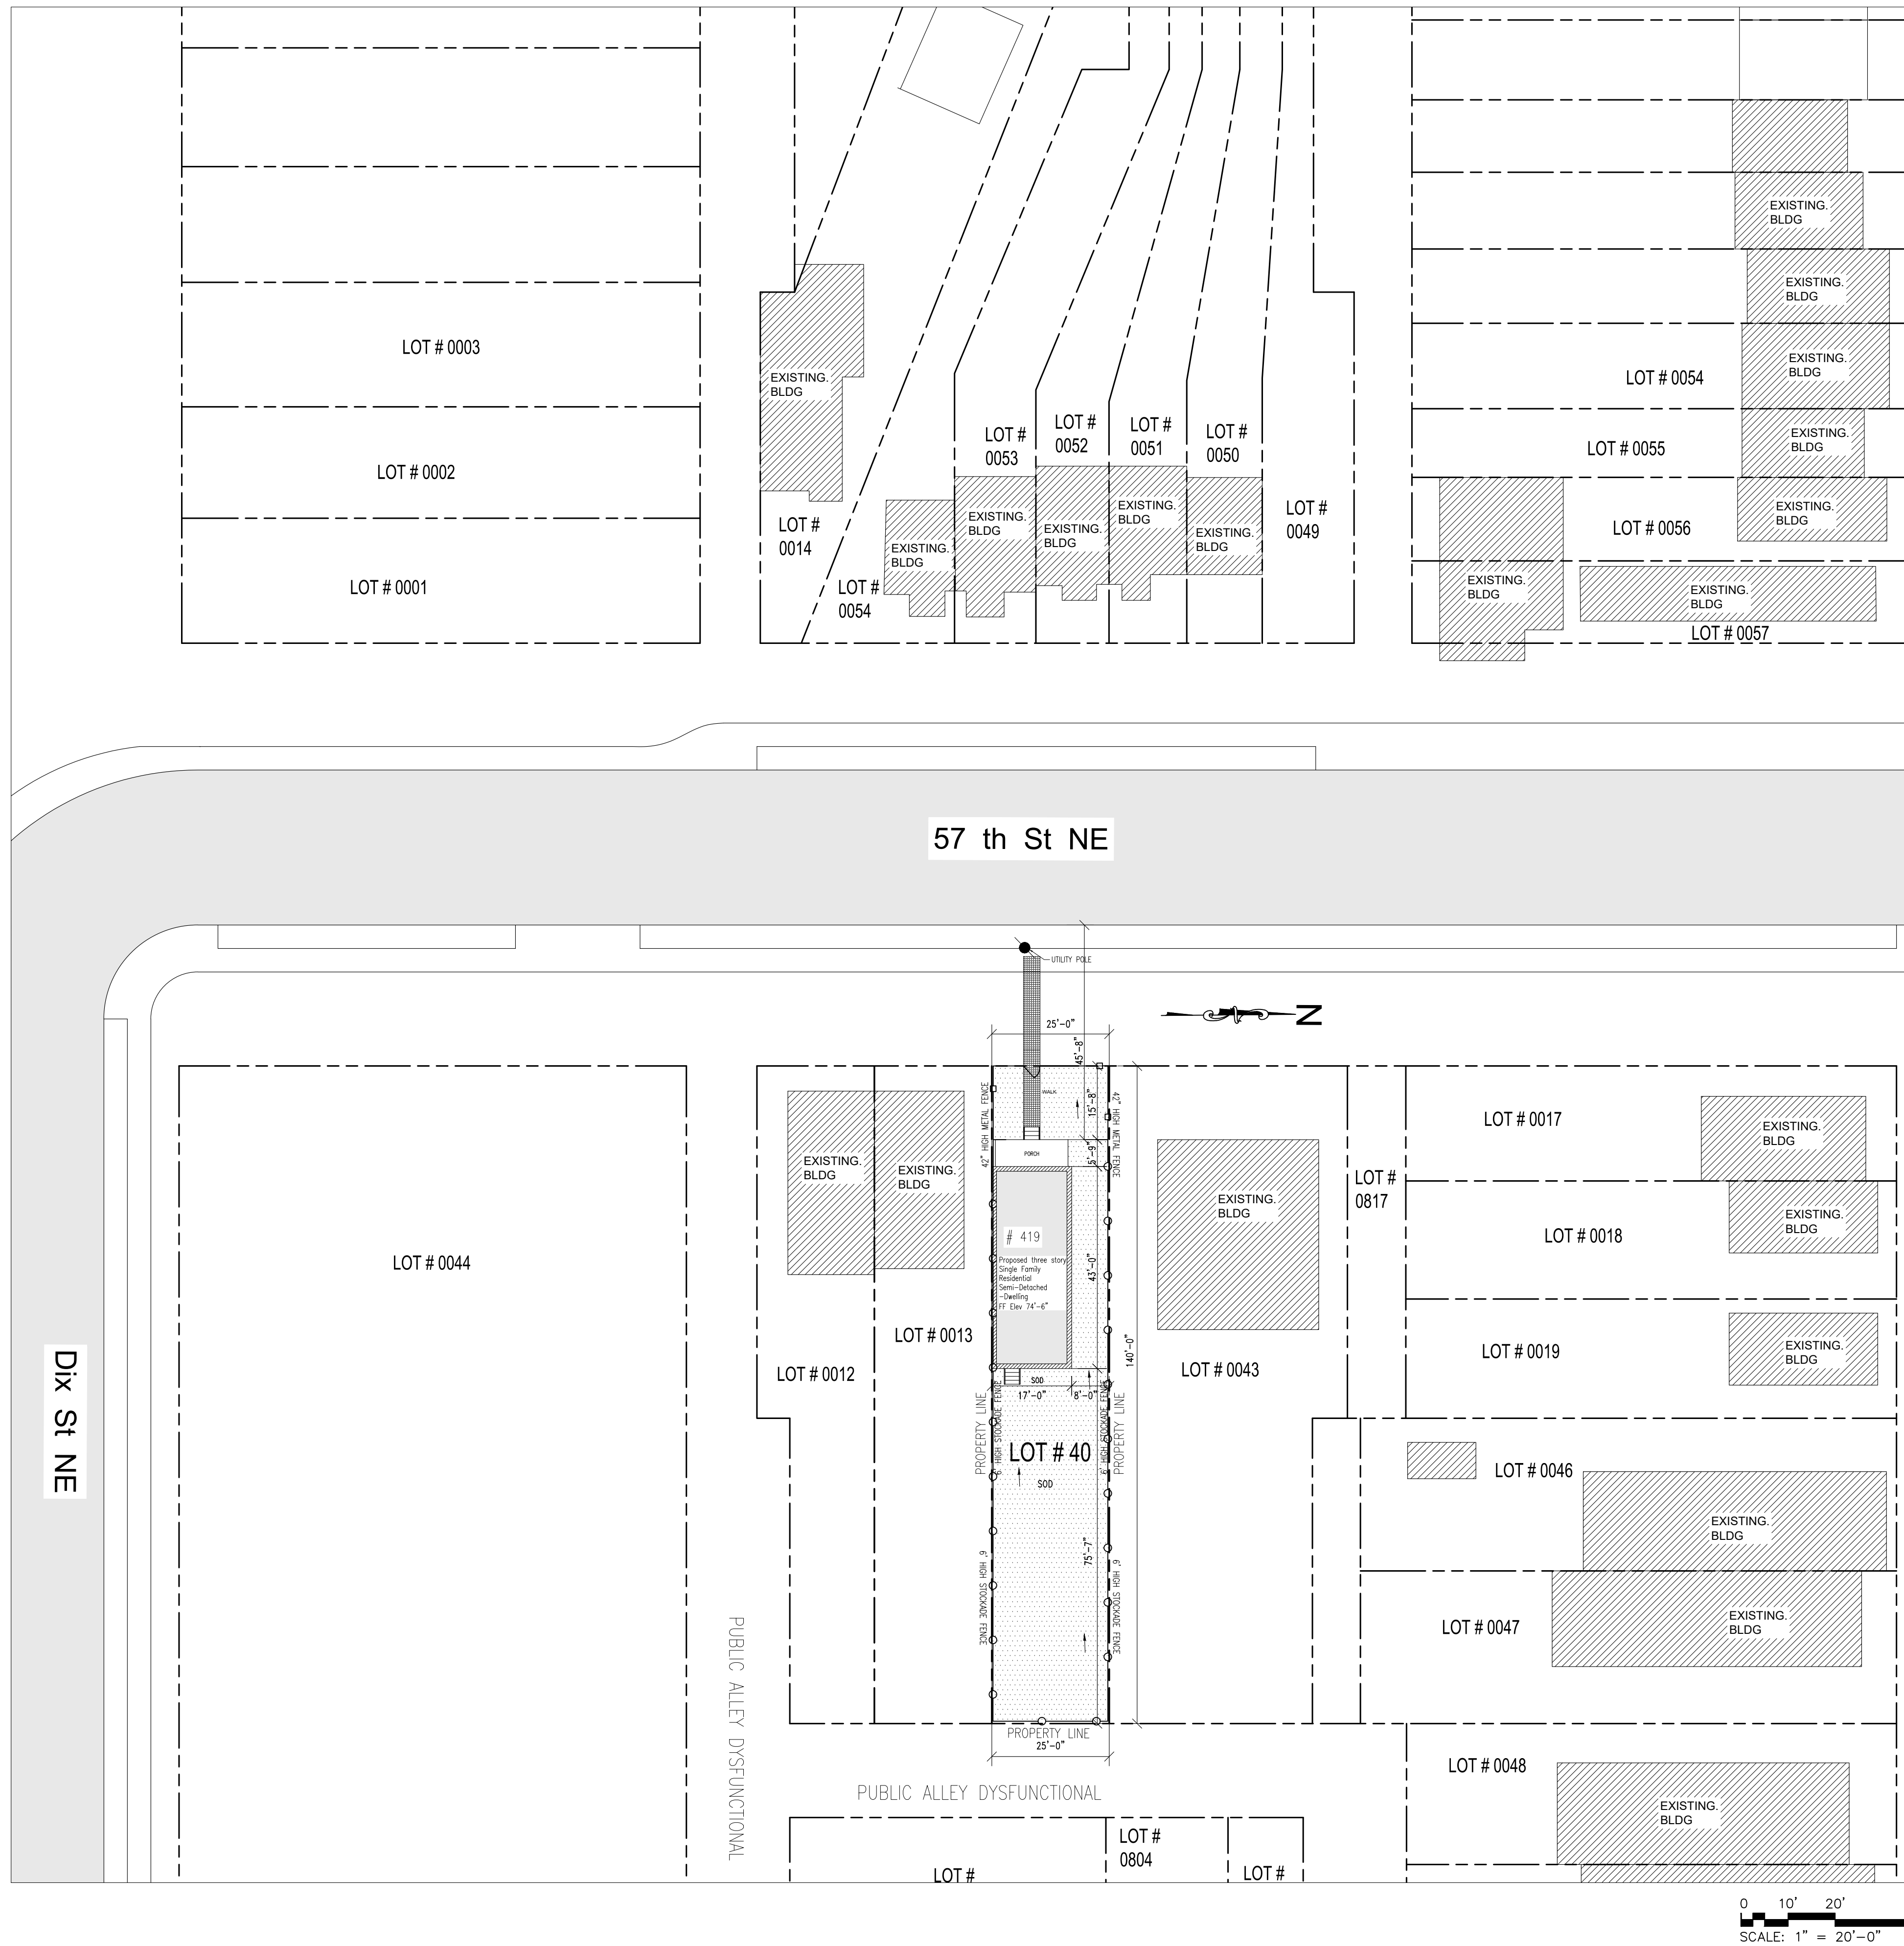 EXISTING.
BLDG
EXISTING.
BLDG
LOT # 0003
EXISTING.
BLDG
LOT # 0054
EXISTING.
BLDG
LOT #
0053
LOT #
0052
LOT #
0051
LOT #
0050
EXISTING.
BLDG
LOT # 0055
LOT # 0002
LOT #
0014
EXISTING.
BLDG
EXISTING.
BLDG
EXISTING.
BLDG
EXISTING.
BLDG
EXISTING.
BLDG
LOT #
0049
LOT # 0056
EXISTING.
BLDG
LOT # 0001
LOT #
0054
EXISTING.
BLDG
EXISTING.
BLDG
LOT # 0057
57 th St NE
UTILITY POLE
N
25'-0"
45'-8"
42" HIGH METAL FENCE
WALK
15'-8"
42" HIGH METAL FENCE
LOT # 0017
EXISTING.
BLDG
EXISTING.
BLDG
EXISTING.
BLDG
PORCH
5'-9"
EXISTING.
BLDG
LOT #
0817
LOT # 0018
EXISTING.
BLDG
LOT # 0044
# 419
Proposed three story
Single Family
Residential
Semi-Detached
-Dwelling
FF Elev 74'-6"
43'-0"
LOT # 0013
140'-0"
LOT # 0012
LOT # 0043
LOT # 0019
EXISTING.
BLDG
Dix St NE
SOD
17'-0"
8'-0"
PROPERTY LINE
6' HIGH STOCKADE FENCE
6' HIGH STOCKADE FENCE
PROPERTY LINE
LOT # 40
SOD
LOT # 0046
EXISTING.
BLDG
75'-7"
6' HIGH STOCKADE FENCE
6' HIGH STOCKADE FENCE
LOT # 0047
EXISTING.
BLDG
PUBLIC ALLEY DYSFUNCTIONAL
PROPERTY LINE
25'-0"
PUBLIC ALLEY DYSFUNCTIONAL
LOT # 0048
EXISTING.
BLDG
LOT #
LOT #
0804
LOT #
0 10' 20'
SCALE: 1" = 20'-0"